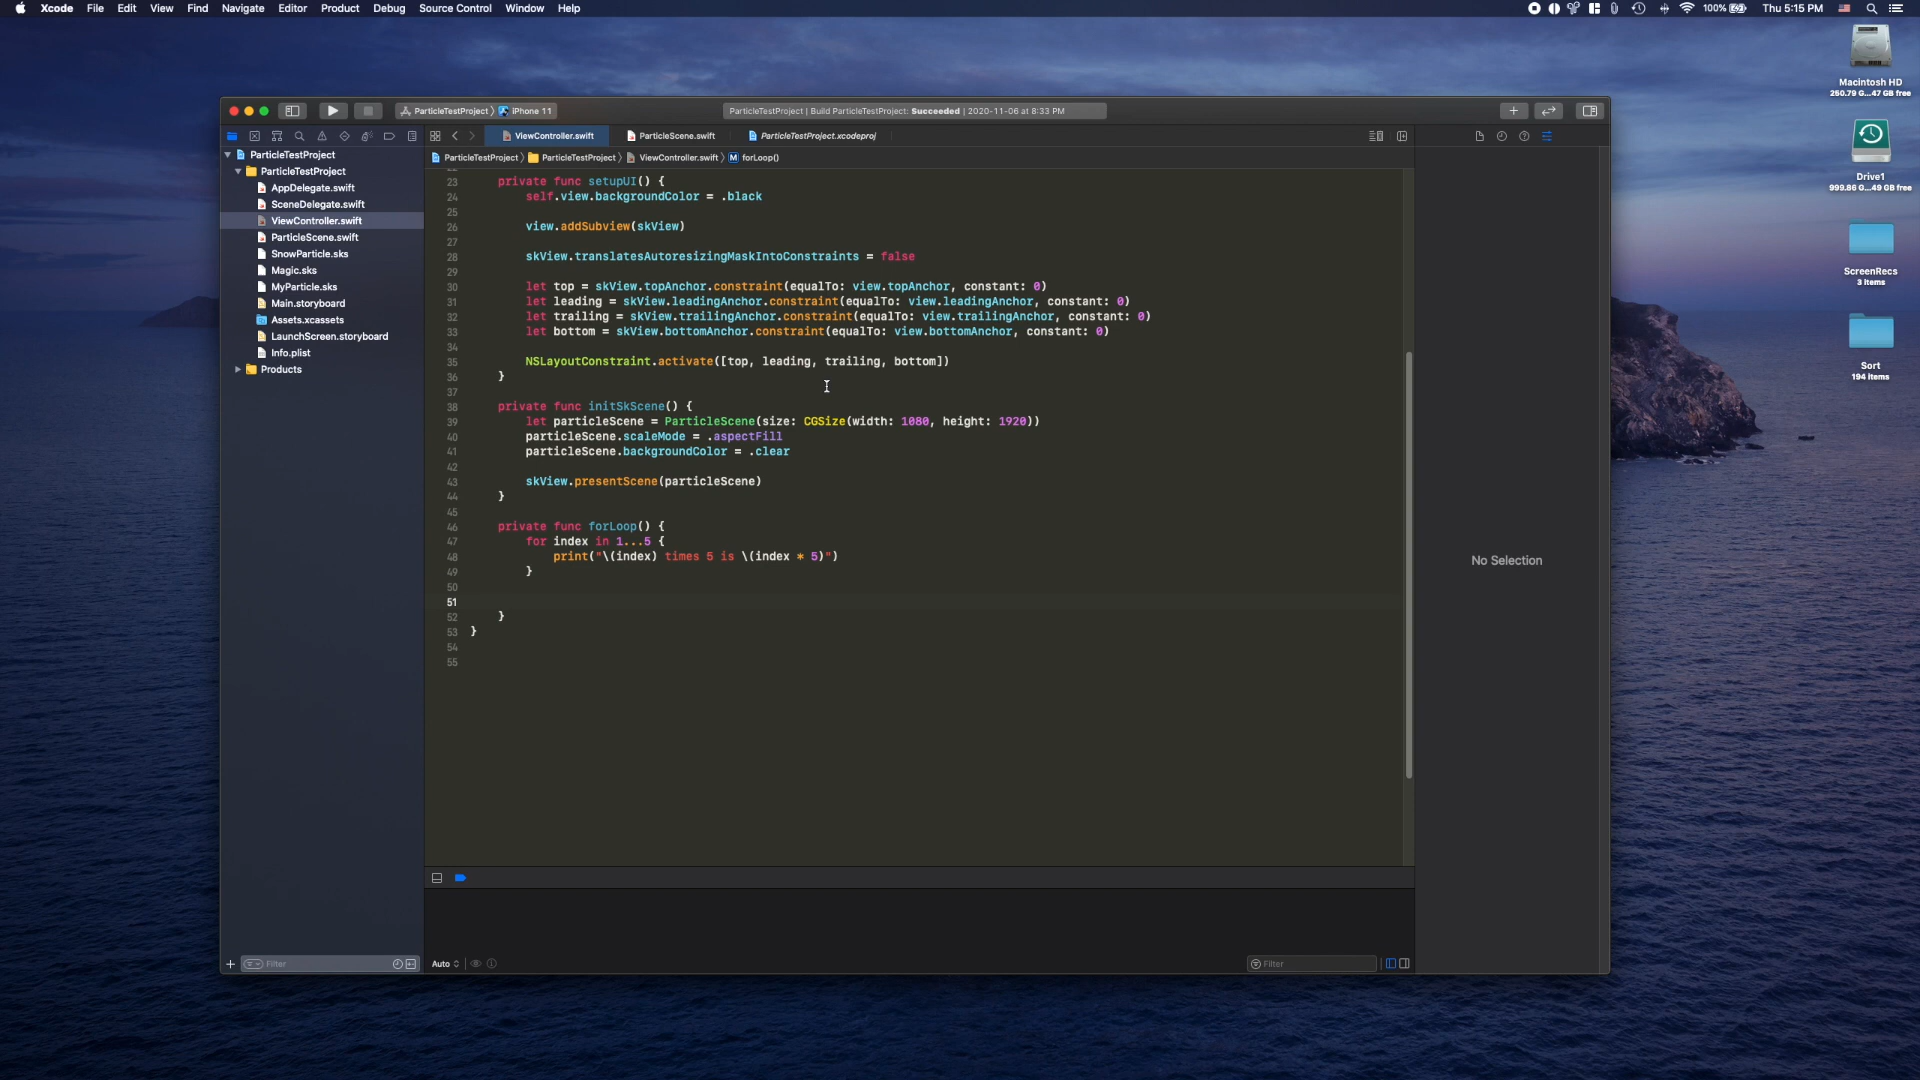 Xcode File Edit View Find Navigate Editor Product Debug Source Control Window Help
100% Thu 5:15 PM
Macintosh HD
250.79 G...47 GB free
Drive1
999.86 G...49 GB free
ScreenRecs
3 items
Sort
194 items
ParticleTestProject iPhone 11
ParticleTestProject | Build ParticleTestProject: Succeeded | 2020-11-06 at 8:33 PM
ViewController.swift ParticleScene.swift ParticleTestProject.xcodeproj
ParticleTestProject ParticleTestProject ViewController.swift M forLoop()
ParticleTestProject
ParticleTestProject
AppDelegate.swift
SceneDelegate.swift
ViewController.swift
ParticleScene.swift
SnowParticle.sks
Magic.sks
MyParticle.sks
Main.storyboard
Assets.xcassets
LaunchScreen.storyboard
Info.plist
Products
23 private func setupUI() {
24 self.view.backgroundColor = .black
25
26 view.addSubview(skView)
27
28 skView.translatesAutoresizingMaskIntoConstraints = false
29
30 let top = skView.topAnchor.constraint(equalTo: view.topAnchor, constant: 0)
31 let leading = skView.leadingAnchor.constraint(equalTo: view.leadingAnchor, constant: 0)
32 let trailing = skView.trailingAnchor.constraint(equalTo: view.trailingAnchor, constant: 0)
33 let bottom = skView.bottomAnchor.constraint(equalTo: view.bottomAnchor, constant: 0)
34
35 NSLayoutConstraint.activate([top, leading, trailing, bottom])
36 }
37
38 private func initSkScene() {
39 let particleScene = ParticleScene(size: CGSize(width: 1080, height: 1920))
40 particleScene.scaleMode = .aspectFill
41 particleScene.backgroundColor = .clear
42
43 skView.presentScene(particleScene)
44 }
45
46 private func forLoop() {
47 for index in 1...5 {
48 print("\(index) times 5 is \(index * 5)")
49 }
50
51
52 }
53 }
54
55
No Selection
Filter
Auto
Filter